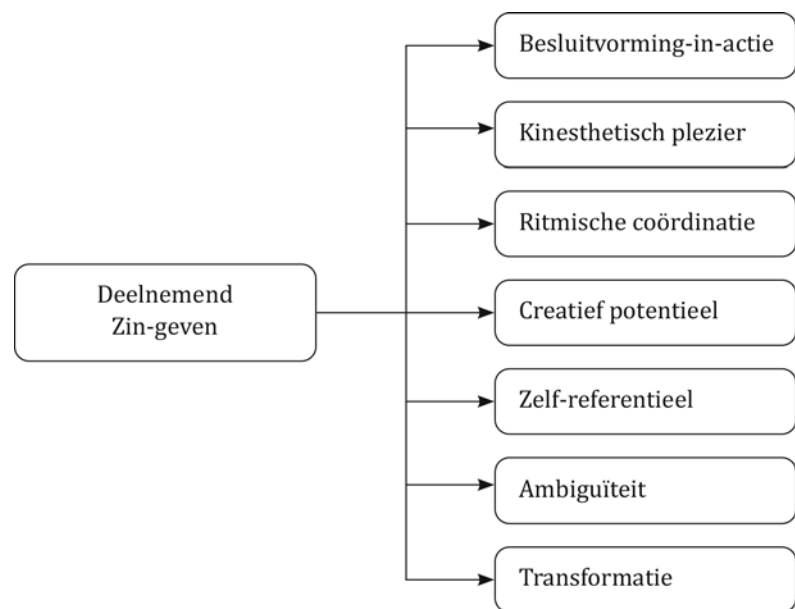 Besluitvorming-in-actie
Kinesthetisch plezier
Ritmische coördinatie
Deelnemend
Zin-geven
Creatief potentieel
Zelf-referentieel
Ambiguïteit
Transformatie